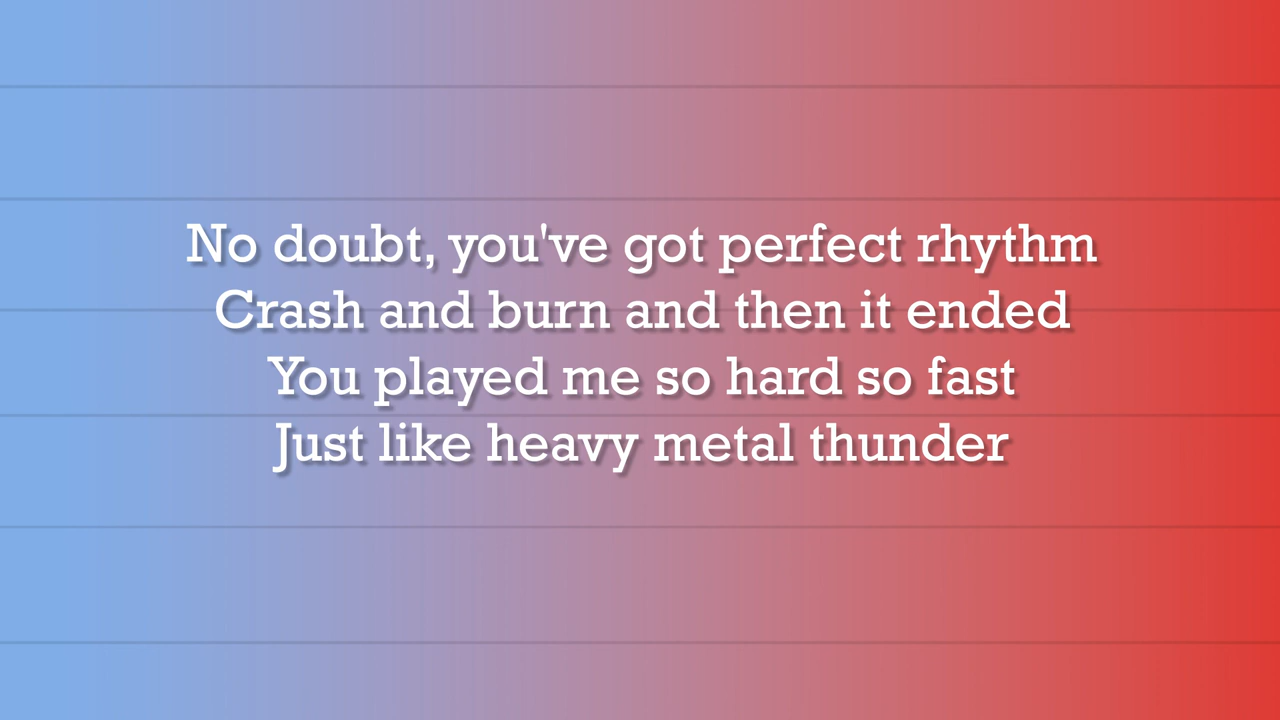 No doubt, you've got perfect rhythm
Crash and burn and then it ended
You played me so hard so fast
Just like heavy metal thunder